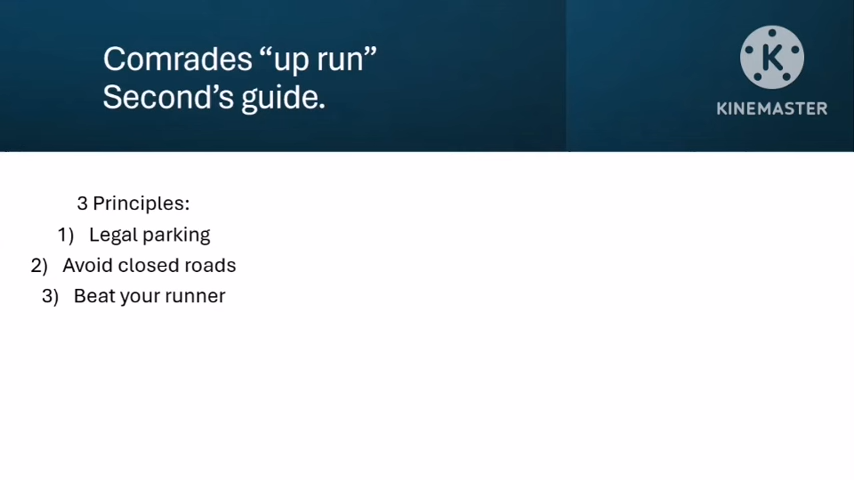 Comrades “up run”
Second’s guide.
K
KINEMASTER
3 Principles:
1) Legal parking
2) Avoid closed roads
3) Beat your runner